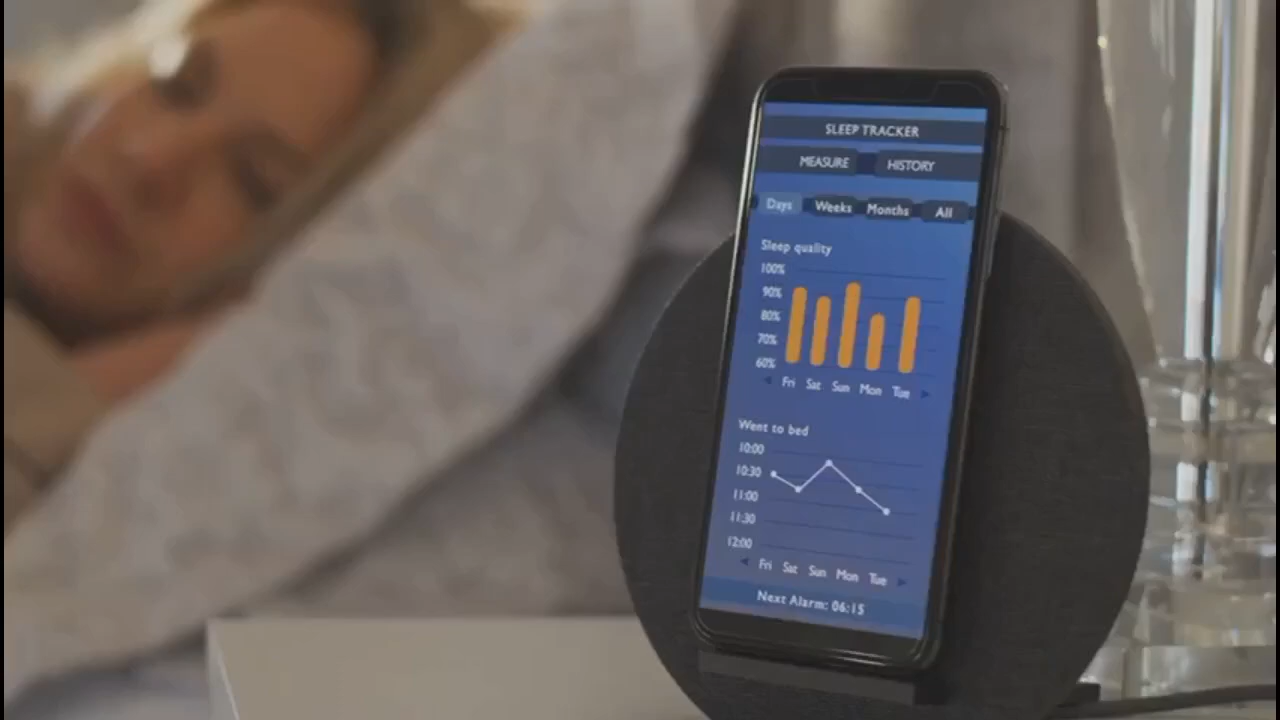 SLEEP TRACKER
MEASURE HISTORY
Days Weeks Months All
Sleep quality
100%
90%
80%
70%
60%
Fri Sat Sun Mon Tue
Went to bed
10:00
10:30
11:00
11:30
12:00
Fri Sat Sun Mon Tue
Next Alarm: 06:15